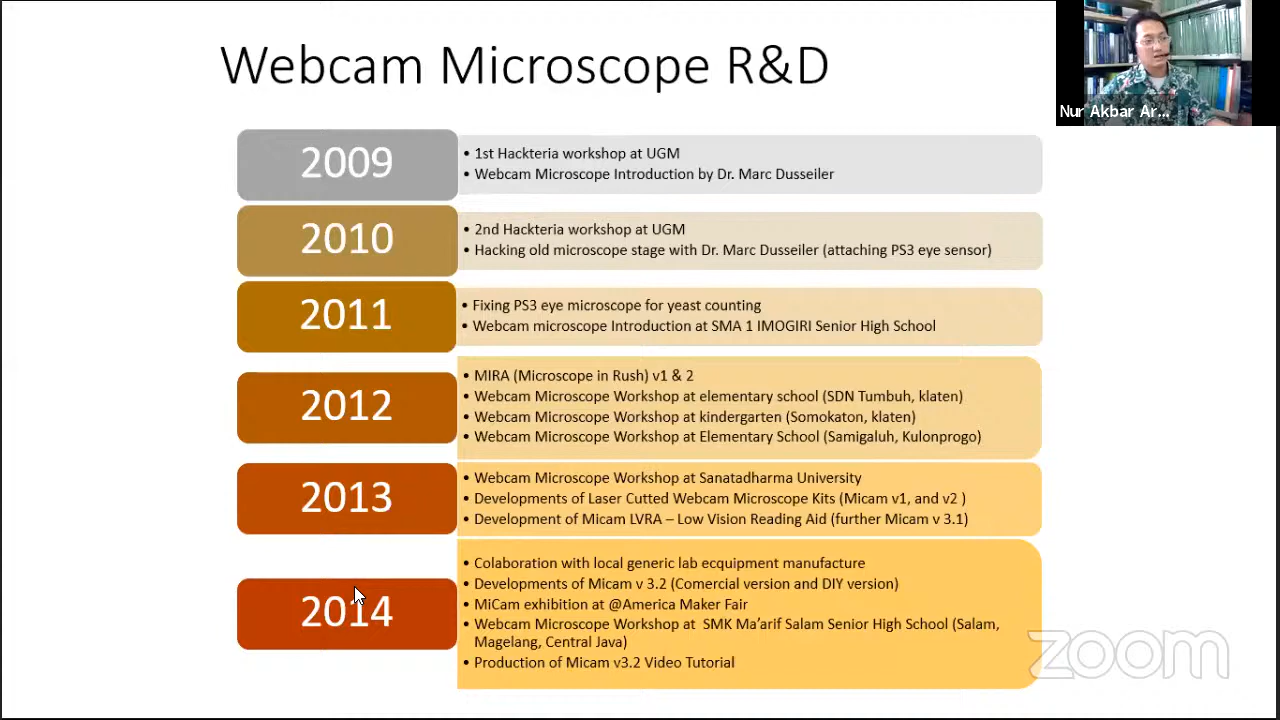 Webcam Microscope R&D
Nur Akbar Ar...
2009
• 1st Hackteria workshop at UGM
• Webcam Microscope Introduction by Dr. Marc Dusseiler
2010
• 2nd Hackteria workshop at UGM
• Hacking old microscope stage with Dr. Marc Dusseiler (attaching PS3 eye sensor)
2011
• Fixing PS3 eye microscope for yeast counting
• Webcam microscope Introduction at SMA 1 IMOGIRI Senior High School
2012
• MIRA (Microscope in Rush) v1 & 2
• Webcam Microscope Workshop at elementary school (SDN Tumbuh, klaten)
• Webcam Microscope Workshop at kindergarten (Somokaton, klaten)
• Webcam Microscope Workshop at Elementary School (Samigaluh, Kulonprogo)
2013
• Webcam Microscope Workshop at Sanatadharma University
• Developments of Laser Cutted Webcam Microscope Kits (Micam v1, and v2 )
• Development of Micam LVRA – Low Vision Reading Aid (further Micam v 3.1)
2014
• Colaboration with local generic lab ecquipment manufacture
• Developments of Micam v 3.2 (Comercial version and DIY version)
• MiCam exhibition at @America Maker Fair
• Webcam Microscope Workshop at  SMK Ma’arif Salam Senior High School (Salam,
Magelang, Central Java)
• Production of Micam v3.2 Video Tutorial
zoom